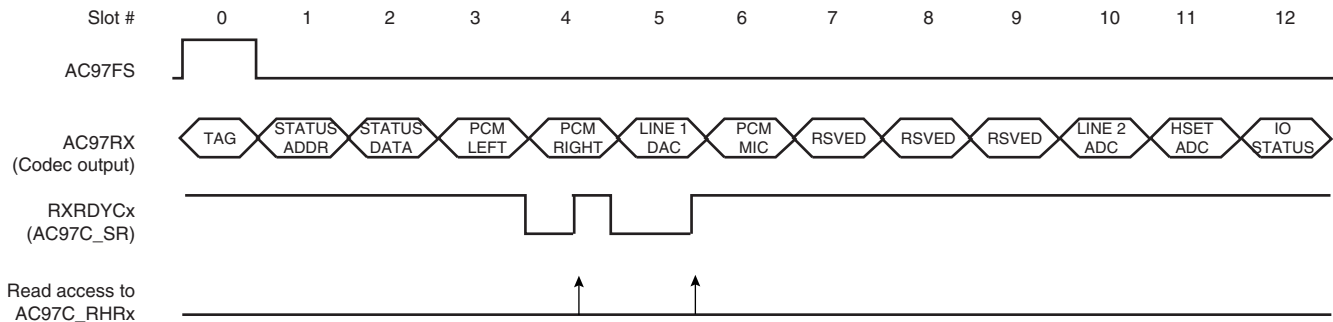 Slot # 0 1 2 3 4 5 6 7 8 9 10 11 12
AC97FS
AC97RX
(Codec output)
TAG
STATUS
ADDR
STATUS
DATA
PCM
LEFT
PCM
RIGHT
LINE 1
DAC
PCM
MIC
RSVED
RSVED
RSVED
LINE 2
ADC
HSET
ADC
IO
STATUS
RXRDYCx
(AC97C_SR)
Read access to
AC97C_RHRx